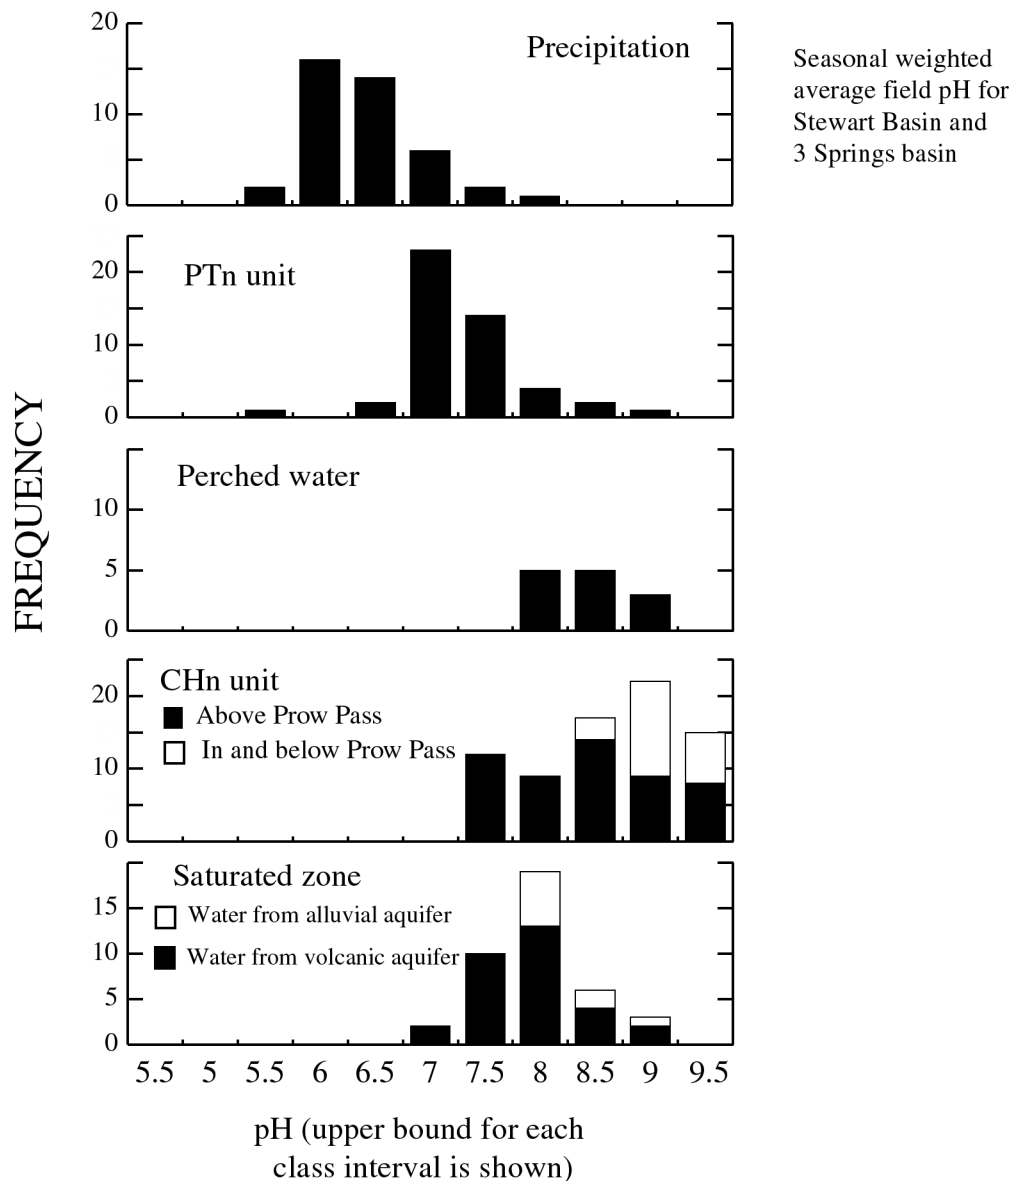 20
Precipitation
10
0
Seasonal weighted
average field pH for
Stewart Basin and
3 Springs basin
20
PTn unit
10
0
FREQUENCY
Perched water
10
5
0
CHn unit
20
Above Prow Pass
In and below Prow Pass
10
0
Saturated zone
15
Water from alluvial aquifer
10
Water from volcanic aquifer
5
0
5.5 5 5.5 6 6.5 7 7.5 8 8.5 9 9.5
pH (upper bound for each
class interval is shown)